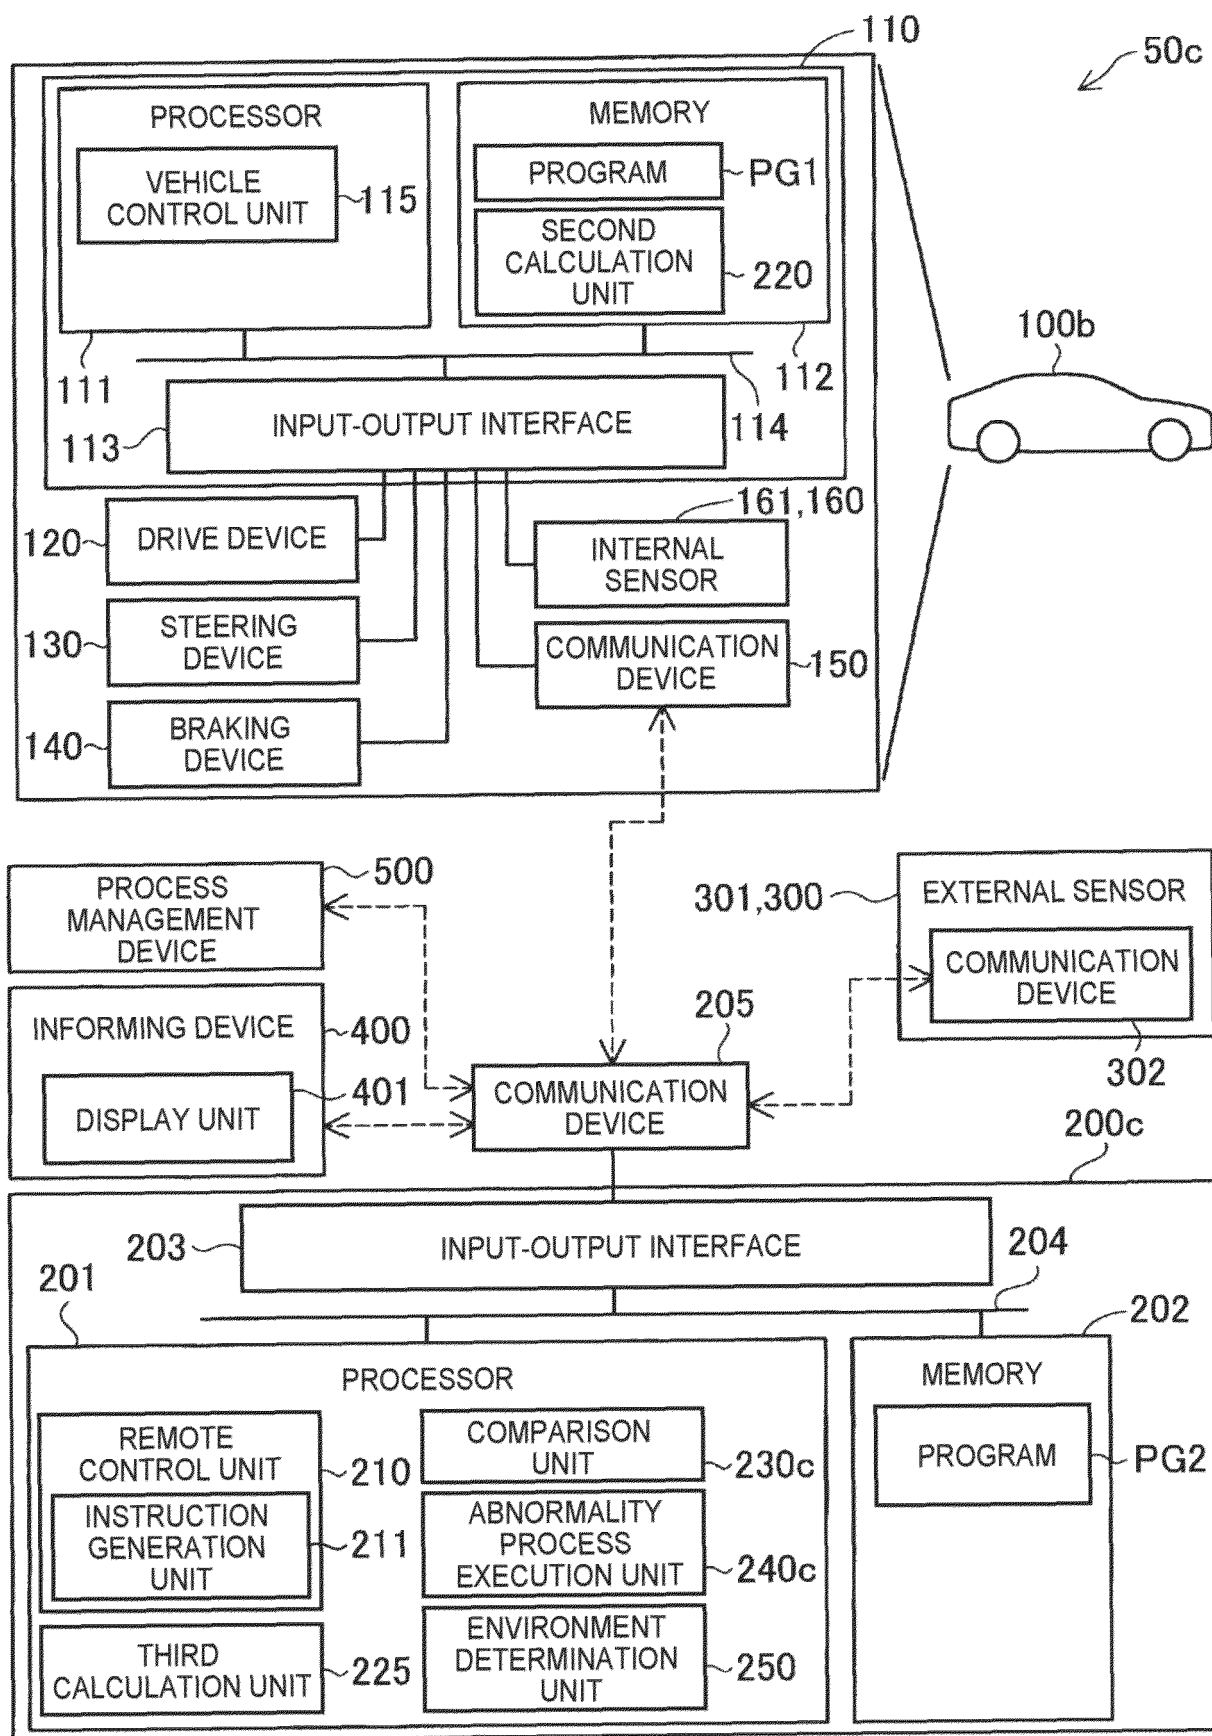 110
50c
PROCESSOR
VEHICLE
CONTROL UNIT
115
MEMORY
PROGRAM
PG1
SECOND
CALCULATION
UNIT
220
111
112
114
100b
113
INPUT-OUTPUT INTERFACE
120
DRIVE DEVICE
161,160
INTERNAL
SENSOR
130
STEERING
DEVICE
COMMUNICATION
DEVICE
150
140
BRAKING
DEVICE
PROCESS
MANAGEMENT
DEVICE
500
301,300
EXTERNAL SENSOR
COMMUNICATION
DEVICE
302
INFORMING DEVICE
400
DISPLAY UNIT
401
205
COMMUNICATION
DEVICE
200c
203
INPUT-OUTPUT INTERFACE
204
201
202
PROCESSOR
REMOTE
CONTROL UNIT
210
INSTRUCTION
GENERATION
UNIT
211
THIRD
CALCULATION UNIT
225
COMPARISON
UNIT
230c
ABNORMALITY
PROCESS
EXECUTION UNIT
240c
ENVIRONMENT
DETERMINATION
UNIT
250
MEMORY
PROGRAM
PG2